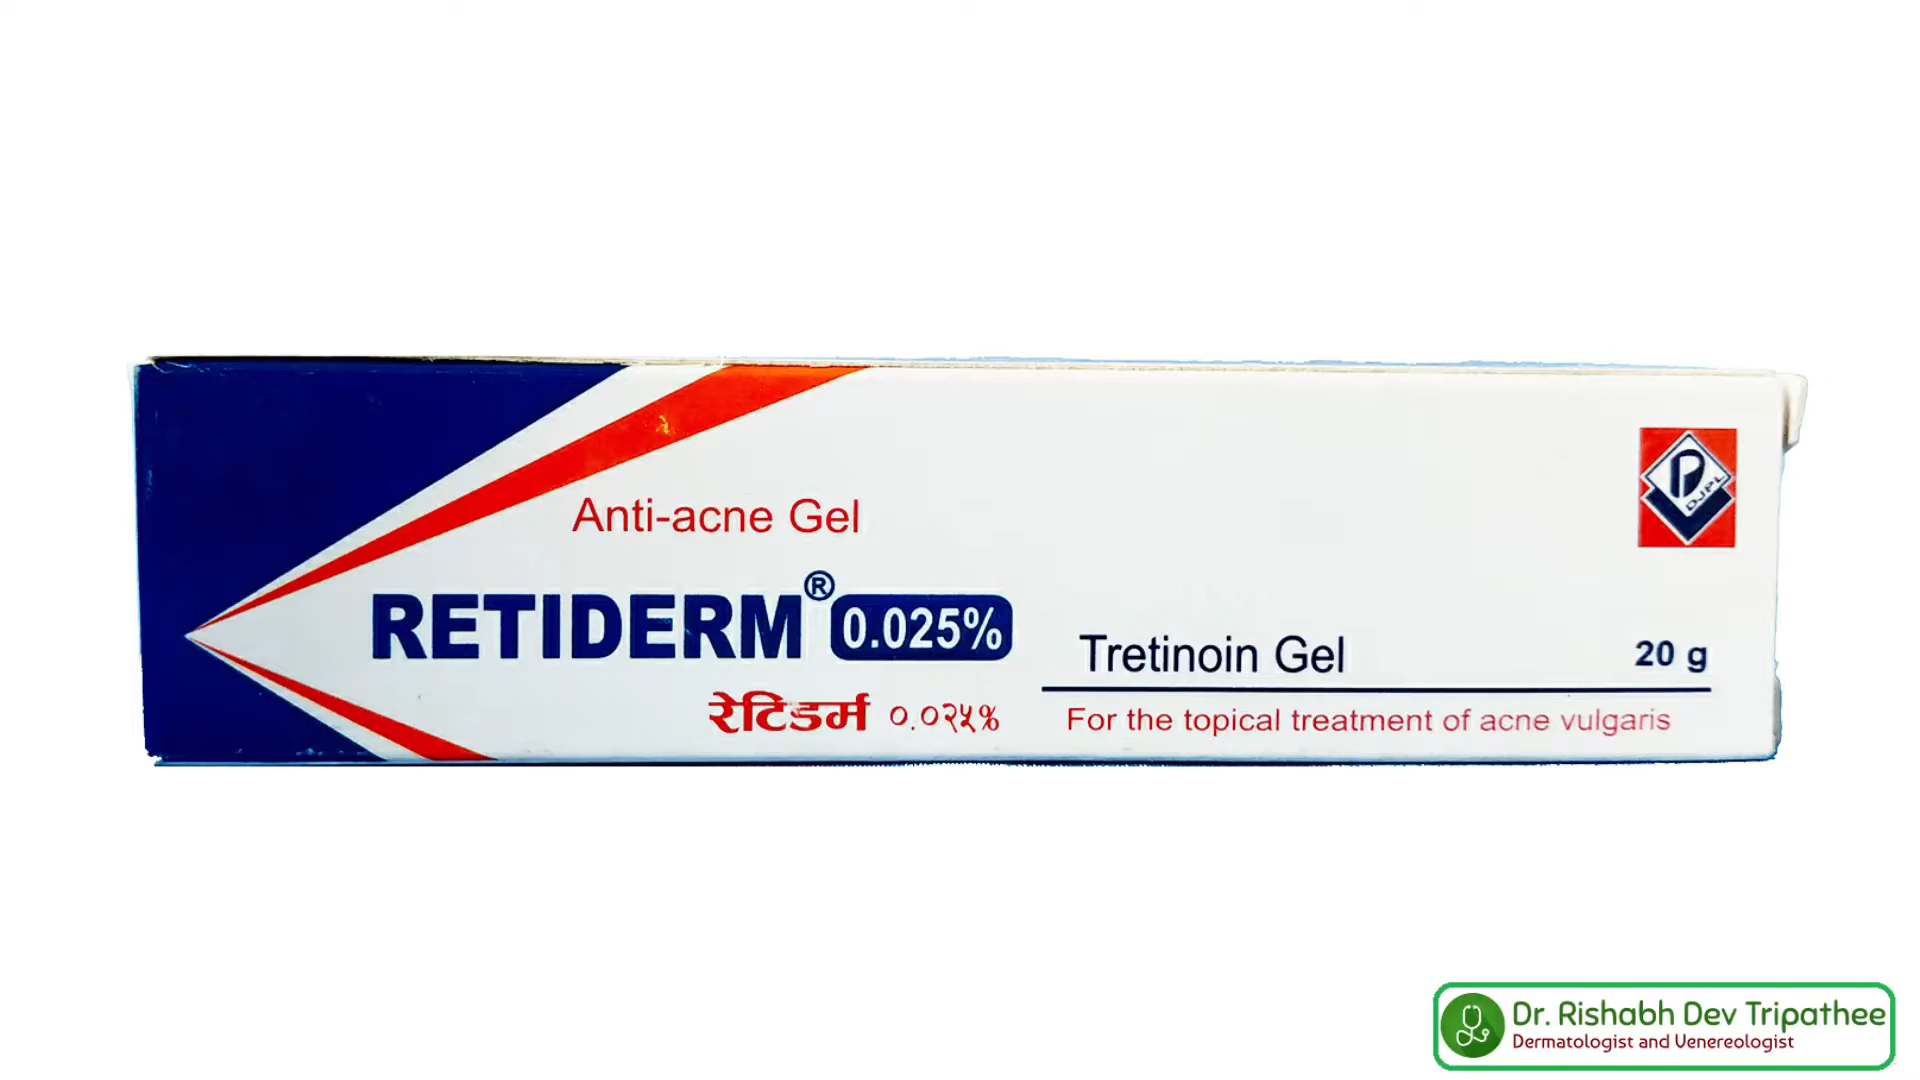 Anti-acne Gel
RETIDERM® 0.025%
रेटिडर्म ०.०२५%
Tretinoin Gel 20 g
For the topical treatment of acne vulgaris
DJPL
Dr. Rishabh Dev Tripathee
Dermatologist and Venereologist